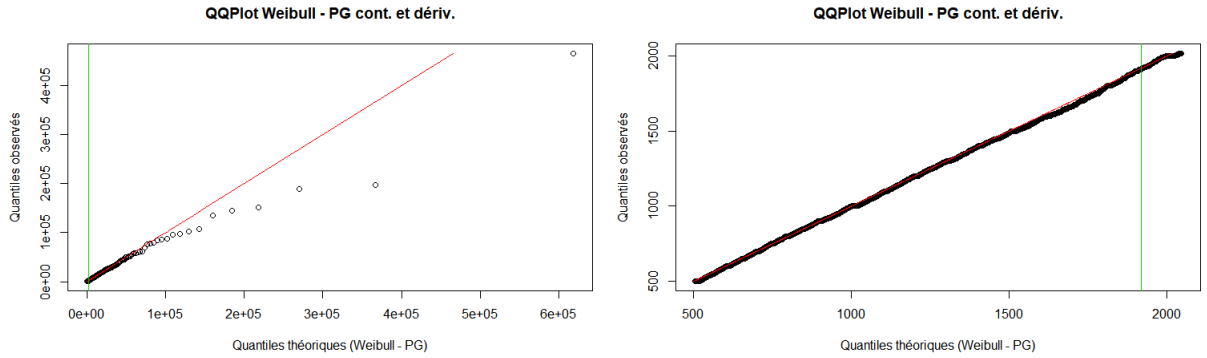 QQPlot Weibull - PG cont. et dériv.
Quantiles observés
0e+00 1e+05 2e+05 3e+05 4e+05
0e+00 1e+05 2e+05 3e+05 4e+05 5e+05 6e+05
Quantiles théoriques (Weibull - PG)
QQPlot Weibull - PG cont. et dériv.
Quantiles observés
500 1000 1500 2000
500 1000 1500 2000
Quantiles théoriques (Weibull - PG)